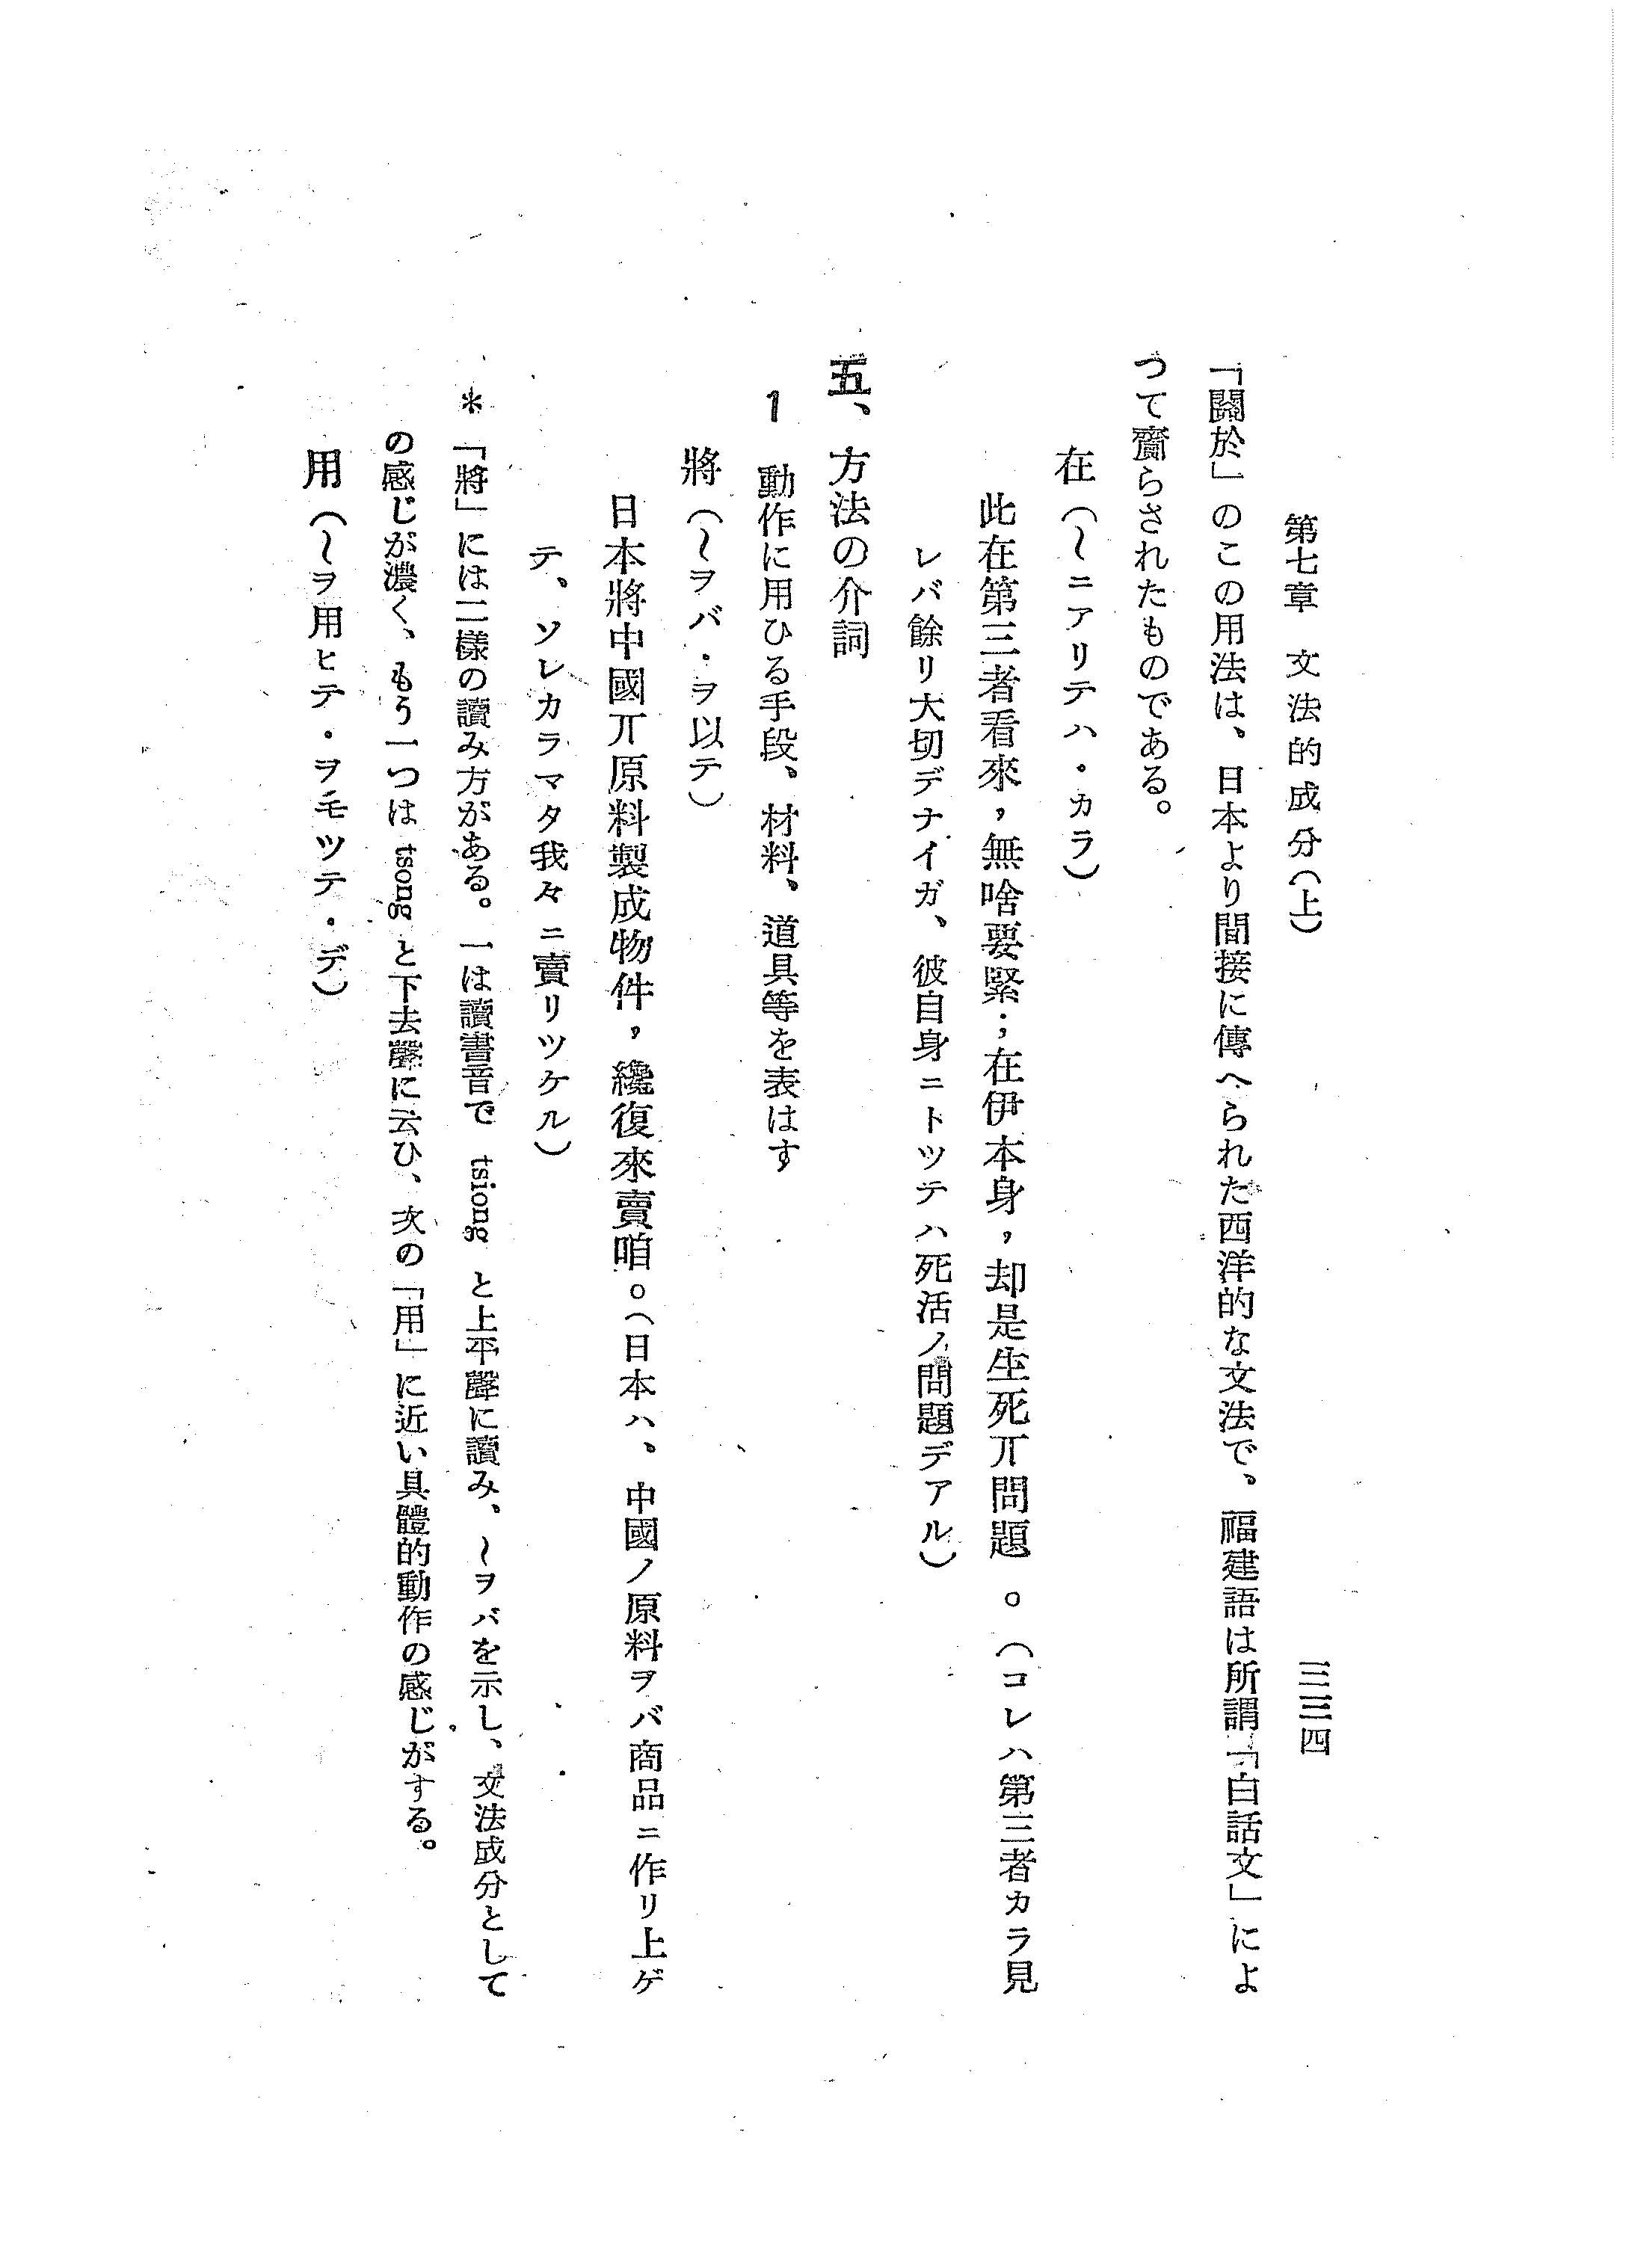 第七章　文法的成分（上）
三三四
「關於」のこの用法は、日本より間接に傳へられた西洋的な文法で、福建語は所謂「白話文」によ
つて齎らされたものである。
在（～ニアリテハ・カラ）
此在第三者看來，無啥要緊；在伊本身，却是生死丌問題。（コレハ第三者カラ見
レバ餘リ大切デナイガ、彼自身ニトツテハ死活ノ問題デアル）
五、方法の介詞
1　動作に用ひる手段、材料、道具等を表はす
將（～ヲバ・ヲ以テ）
日本將中國丌原料製成物件，纔復來賣咱。（日本ハ、中國ノ原料ヲバ商品ニ作リ上ゲ
テ、ソレカラマタ我々ニ賣リツケル）
＊「將」には二樣の讀み方がある。一は讀書音で tsiong と上平聲に讀み、～ヲバを示し、文法成分として
の感じが濃く、もう一つは tsong と下去聲に云ひ、次の「用」に近い具體的動作の感じがする。
用（～ヲ用ヒテ・ヲモツテ・デ）